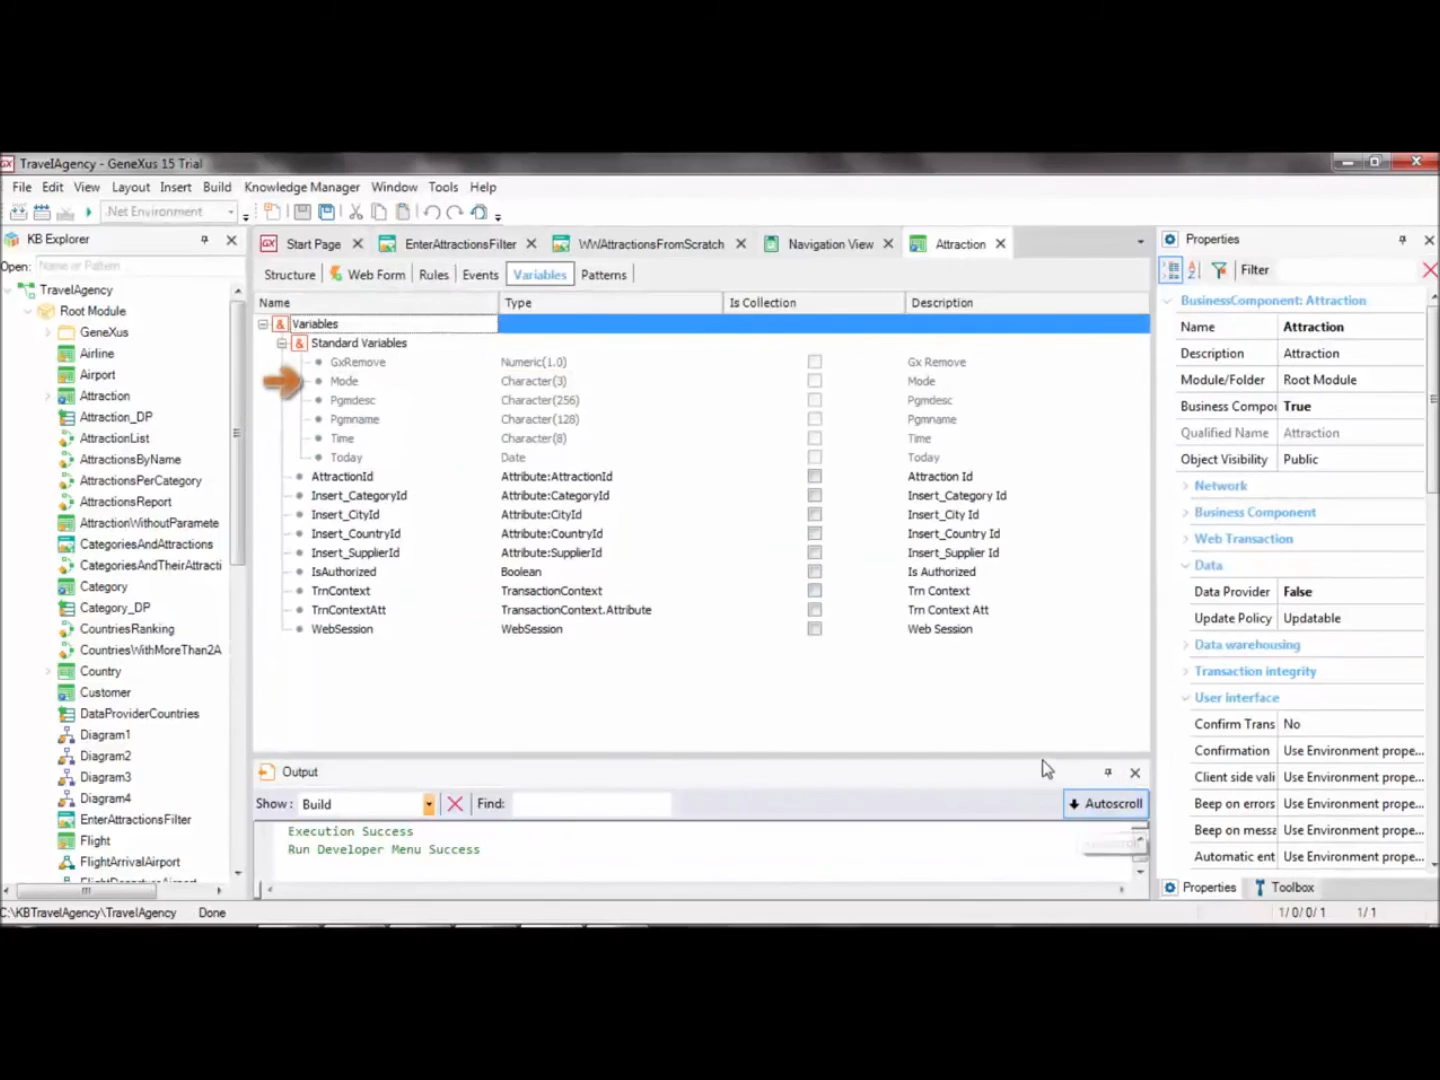 TravelAgency - GeneXus 15 Trial
File Edit View Layout Insert Build Knowledge Manager Window Tools Help
.Net Environment
KB Explorer
Open: Name or Pattern
TravelAgency
Root Module
GeneXus
Airline
Airport
Attraction
Attraction_DP
AttractionList
AttractionsByName
AttractionsPerCategory
AttractionsReport
AttractionWithoutParamete
CategoriesAndAttractions
CategoriesAndTheirAttracti
Category
Category_DP
CountriesRanking
CountriesWithMoreThan2A
Country
Customer
DataProviderCountries
Diagram1
Diagram2
Diagram3
Diagram4
EnterAttractionsFilter
Flight
FlightArrivalAirport
Start Page EnterAttractionsFilter WWAttractionsFromScratch Navigation View Attraction
Structure Web Form Rules Events Variables Patterns
Name Type Is Collection Description
Variables
Standard Variables
GxRemove Numeric(1.0) Gx Remove
Mode Character(3) Mode
Pgmdesc Character(256) Pgmdesc
Pgmname Character(128) Pgmname
Time Character(8) Time
Today Date Today
AttractionId Attribute:AttractionId Attraction Id
Insert_CategoryId Attribute:CategoryId Insert_Category Id
Insert_CityId Attribute:CityId Insert_City Id
Insert_CountryId Attribute:CountryId Insert_Country Id
Insert_SupplierId Attribute:SupplierId Insert_Supplier Id
IsAuthorized Boolean Is Authorized
TrnContext TransactionContext Trn Context
TrnContextAtt TransactionContext.Attribute Trn Context Att
WebSession WebSession Web Session
Output
Show: Build Find: Autoscroll
Execution Success
Run Developer Menu Success
Properties
Filter
BusinessComponent: Attraction
Name Attraction
Description Attraction
Module/Folder Root Module
Business Compo True
Qualified Name Attraction
Object Visibility Public
Network
Business Component
Web Transaction
Data
Data Provider False
Update Policy Updatable
Data warehousing
Transaction integrity
User interface
Confirm Trans No
Confirmation Use Environment prope...
Client side vali Use Environment prope...
Beep on errors Use Environment prope...
Beep on messa Use Environment prope...
Automatic ent Use Environment prope...
Properties Toolbox
C:\KBTravelAgency\TravelAgency Done 1/0/0/1 1/1